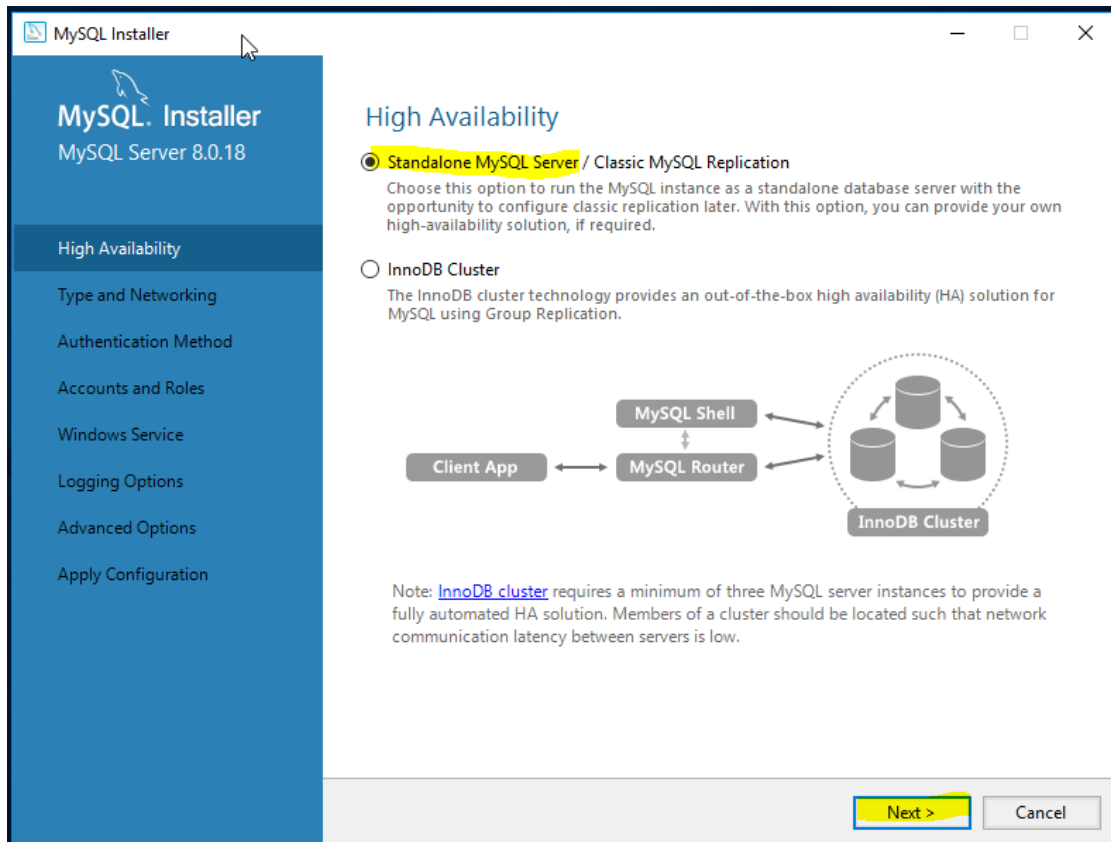 MySQL Installer
MySQL. Installer
MySQL Server 8.0.18
High Availability
Type and Networking
Authentication Method
Accounts and Roles
Windows Service
Logging Options
Advanced Options
Apply Configuration
High Availability
Standalone MySQL Server / Classic MySQL Replication
Choose this option to run the MySQL instance as a standalone database server with the
opportunity to configure classic replication later. With this option, you can provide your own
high-availability solution, if required.
InnoDB Cluster
The InnoDB cluster technology provides an out-of-the-box high availability (HA) solution for
MySQL using Group Replication.
MySQL Shell
Client App
MySQL Router
InnoDB Cluster
Note: InnoDB cluster requires a minimum of three MySQL server instances to provide a
fully automated HA solution. Members of a cluster should be located such that network
communication latency between servers is low.
Next >
Cancel